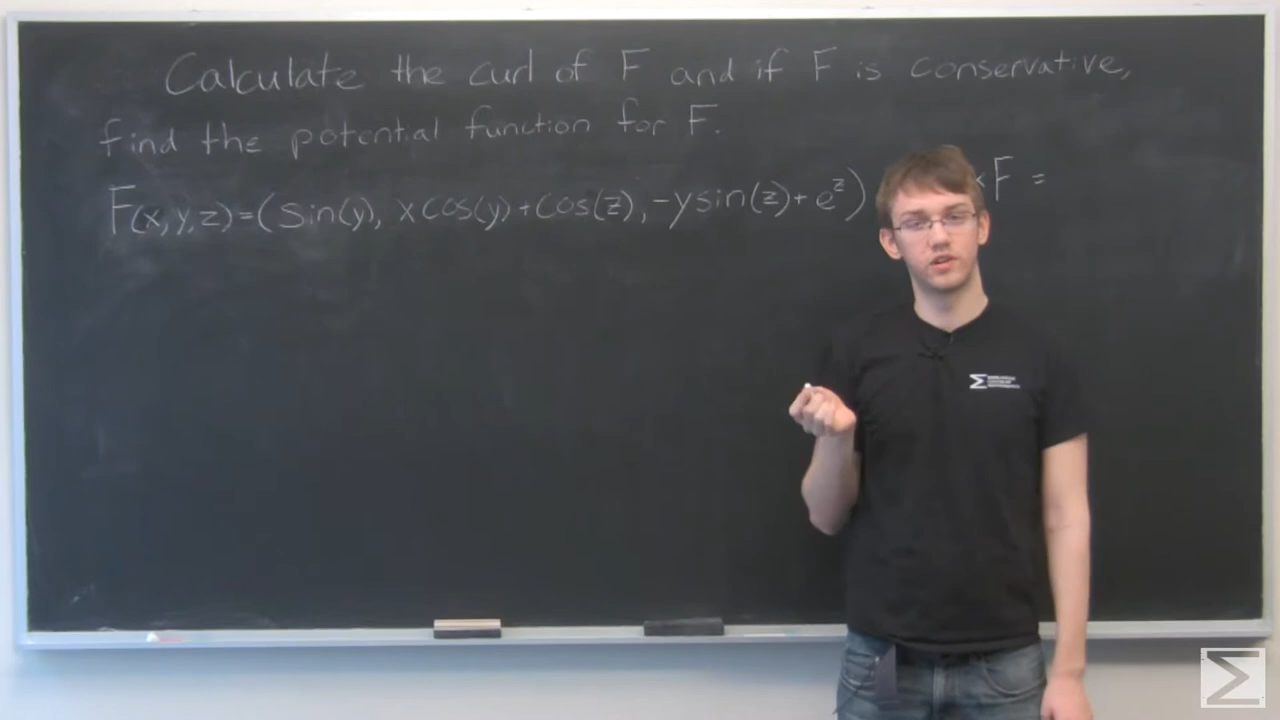 Calculate the curl of F and if F is conservative,
find the potential function for F.
F(x,y,z)=(sin(y), xcos(y)+cos(z), -ysin(z)+e^z) ×F =
Σ
Σ